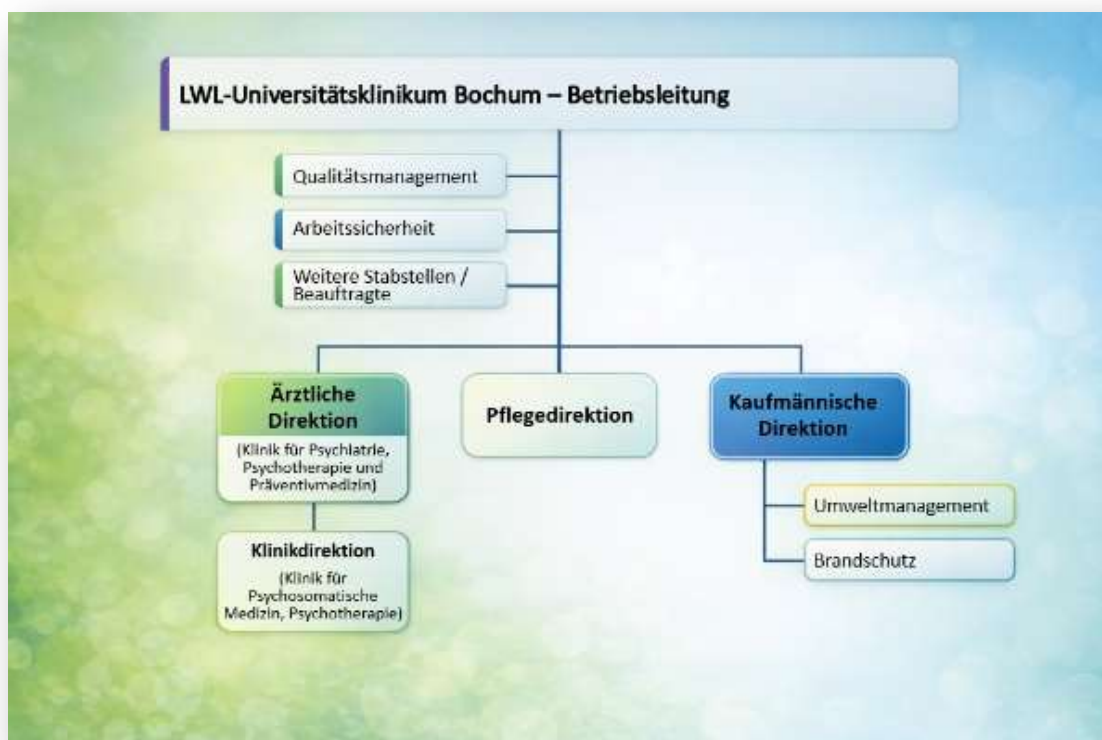 LWL-Universitätsklinikum Bochum – Betriebsleitung
Qualitätsmanagement
Arbeitssicherheit
Weitere Stabstellen /
Beauftragte
Ärztliche
Direktion
(Klinik für Psychiatrie,
Psychotherapie und
Präventivmedizin)
Klinikdirektion
(Klinik für
Psychosomatische
Medizin, Psychotherapie)
Pflegedirektion
Kaufmännische
Direktion
Umweltmanagement
Brandschutz